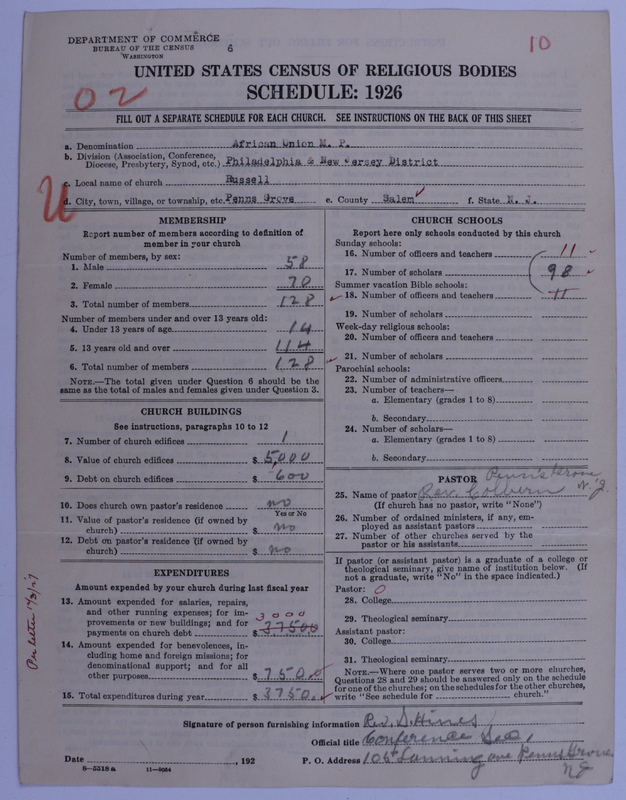 DEPARTMENT OF COMMERCE
BUREAU OF THE CENSUS
WASHINGTON
6
10
UNITED STATES CENSUS OF RELIGIOUS BODIES
SCHEDULE: 1926
02
FILL OUT A SEPARATE SCHEDULE FOR EACH CHURCH. SEE INSTRUCTIONS ON THE BACK OF THIS SHEET
a. Denomination African Union M. P.
b. Division (Association, Conference, Diocese, Presbytery, Synod, etc.) Philadelphia & New Jersey District
c. Local name of church Russell
U
d. City, town, village, or township, etc. Penns Grove e. County Salem f. State N. J.
MEMBERSHIP
Report number of members according to definition of
member in your church
Number of members, by sex:
1. Male 58
2. Female 70
3. Total number of members 128
Number of members under and over 13 years old:
4. Under 13 years of age 14
5. 13 years old and over 114
6. Total number of members 128
NOTE.—The total given under Question 6 should be the
same as the total of males and females given under Question 3.
CHURCH BUILDINGS
See instructions, paragraphs 10 to 12
7. Number of church edifices 1
8. Value of church edifices $ 5,000
9. Debt on church edifices $ 600
10. Does church own pastor's residence no
Yes or No
11. Value of pastor's residence (if owned by
church) $ no
12. Debt on pastor's residence (if owned by
church) $ no
EXPENDITURES
Amount expended by your church during last fiscal year
13. Amount expended for salaries, repairs,
and other running expenses; for im-
provements or new buildings; and for
payments on church debt $ 37500
3000
14. Amount expended for benevolences, in-
cluding home and foreign missions; for
denominational support; and for all
other purposes $ 750.00
15. Total expenditures during year $ 3750.
Per letter
CHURCH SCHOOLS
Report here only schools conducted by this church
Sunday schools:
16. Number of officers and teachers 11
17. Number of scholars 98
Summer vacation Bible schools:
18. Number of officers and teachers 11
19. Number of scholars
Week-day religious schools:
20. Number of officers and teachers
21. Number of scholars
Parochial schools:
22. Number of administrative officers
23. Number of teachers—
a. Elementary (grades 1 to 8)
b. Secondary
24. Number of scholars—
a. Elementary (grades 1 to 8)
b. Secondary
PASTOR
Penn's Grove
N. J.
25. Name of pastor Rev. Colvern
(If church has no pastor, write "None")
26. Number of ordained ministers, if any, em-
ployed as assistant pastors
27. Number of other churches served by the
pastor or his assistants
If pastor (or assistant pastor) is a graduate of a college or
theological seminary, give name of institution below. (If
not a graduate, write "No" in the space indicated.)
Pastor: 0
28. College
29. Theological seminary
Assistant pastor:
30. College
31. Theological seminary
NOTE.—Where one pastor serves two or more churches,
Questions 28 and 29 should be answered only on the schedule
for one of the churches; on the schedules for the other churches,
write "See schedule for church."
Signature of person furnishing information Rev. S. Hines
Official title Conference Sec,
Date , 192 P. O. Address 105 Lanning ave Penns Grove
NJ
8—5518a 11—9064